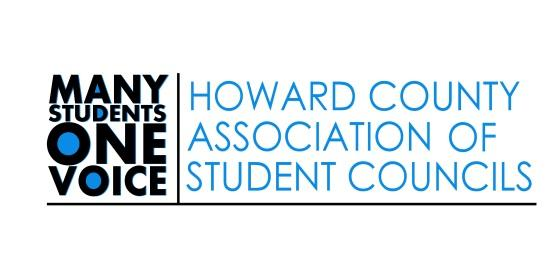 MANY
STUDENTS
ONE
VOICE
HOWARD COUNTY
ASSOCIATION OF
STUDENT COUNCILS